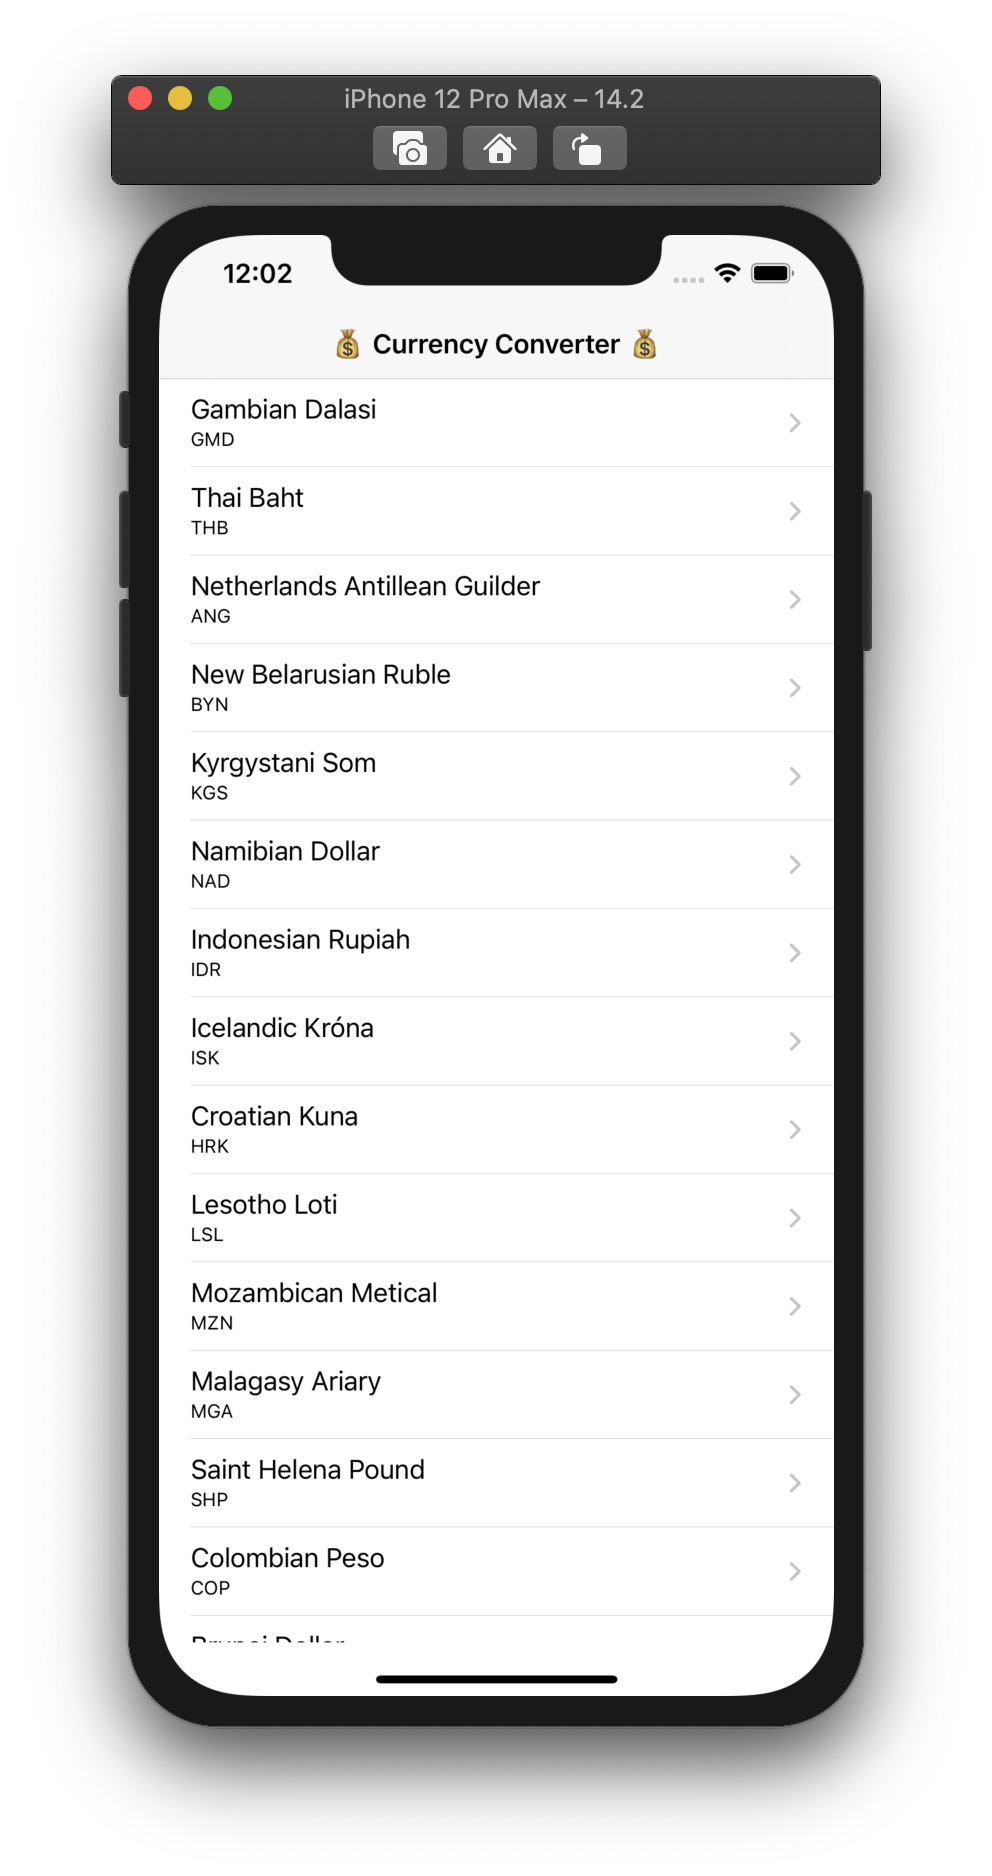 iPhone 12 Pro Max – 14.2
12:02
💰 Currency Converter 💰
Gambian Dalasi
GMD
Thai Baht
THB
Netherlands Antillean Guilder
ANG
New Belarusian Ruble
BYN
Kyrgystani Som
KGS
Namibian Dollar
NAD
Indonesian Rupiah
IDR
Icelandic Króna
ISK
Croatian Kuna
HRK
Lesotho Loti
LSL
Mozambican Metical
MZN
Malagasy Ariary
MGA
Saint Helena Pound
SHP
Colombian Peso
COP
Brunei Dollar